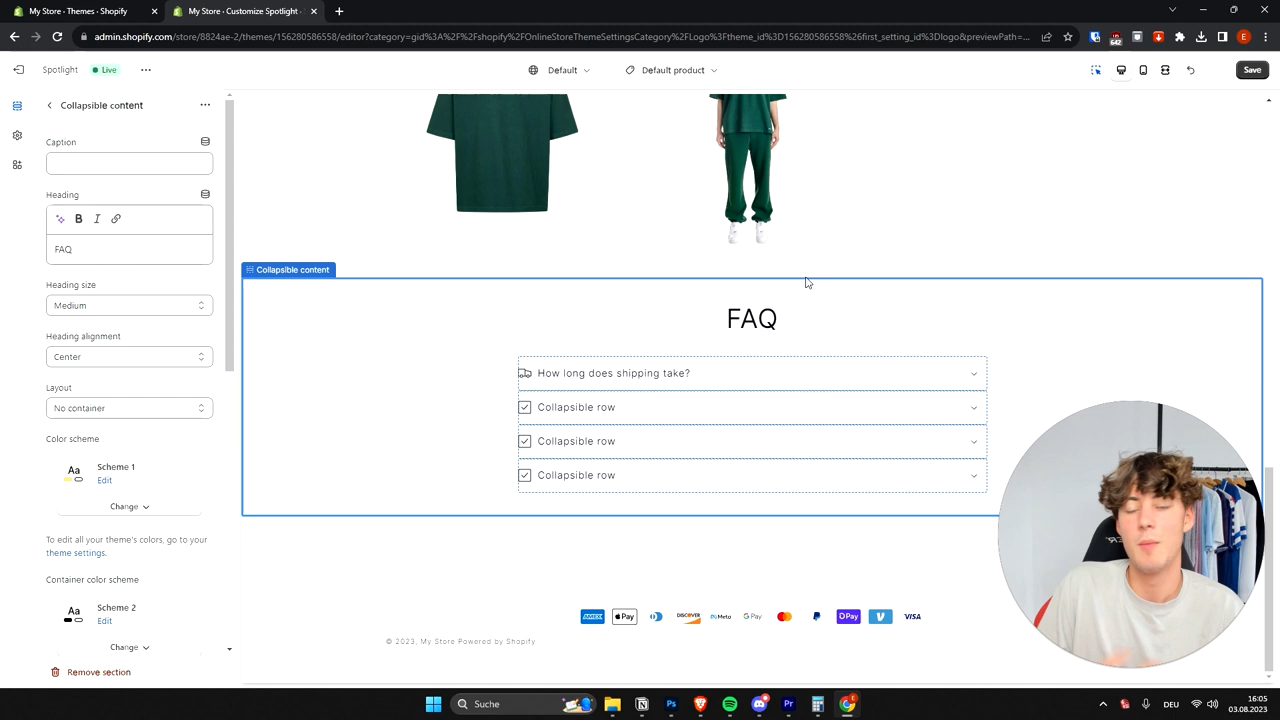 My Store · Themes · Shopify
My Store · Customize Spotlight ·
admin.shopify.com/store/8824ae-2/themes/156280586558/editor?category=gid%3A%2F%2Fshopify%2FOnlineStoreThemeSettingsCategory%2FLogo%3Ftheme_id%3D156280586558%26first_setting_id%3Dlogo&previewPath=...
642
E
Spotlight
Live
Default
Default product
Save
Collapsible content
Caption
Heading
B I
FAQ
Heading size
Medium
Heading alignment
Center
Layout
No container
Color scheme
Aa
Scheme 1
Edit
Change
To edit all your theme's colors, go to your
theme settings.
Container color scheme
Aa
Scheme 2
Edit
Change
Remove section
Collapsible content
FAQ
How long does shipping take?
Collapsible row
Collapsible row
Collapsible row
AMEX
Pay
DISCOVER
Meta
G Pay
Pay
VISA
© 2023, My Store Powered by Shopify
Suche
Ps
Pr
E
DEU
16:05
03.08.2023